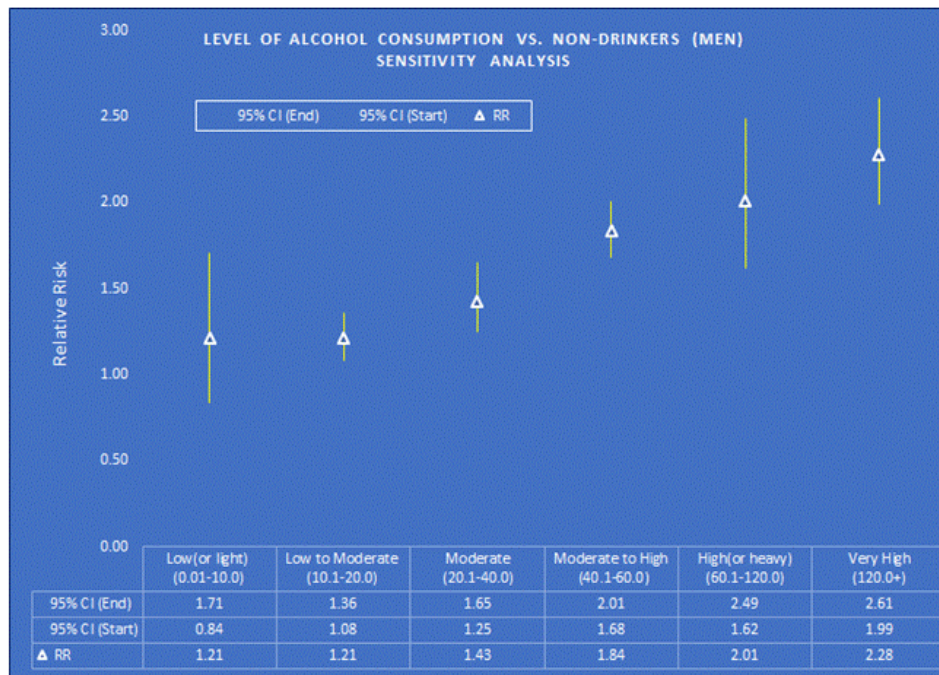 LEVEL OF ALCOHOL CONSUMPTION VS. NON-DRINKERS (MEN)
SENSITIVITY ANALYSIS
95% CI (End) 95% CI (Start) RR
Relative Risk
3.00
2.50
2.00
1.50
1.00
0.50
0.00
Low(or light) Low to Moderate Moderate Moderate to High High(or heavy) Very High
(0.01-10.0) (10.1-20.0) (20.1-40.0) (40.1-60.0) (60.1-120.0) (120.0+)
95% CI (End) 1.71 1.36 1.65 2.01 2.49 2.61
95% CI (Start) 0.84 1.08 1.25 1.68 1.62 1.99
RR 1.21 1.21 1.43 1.84 2.01 2.28